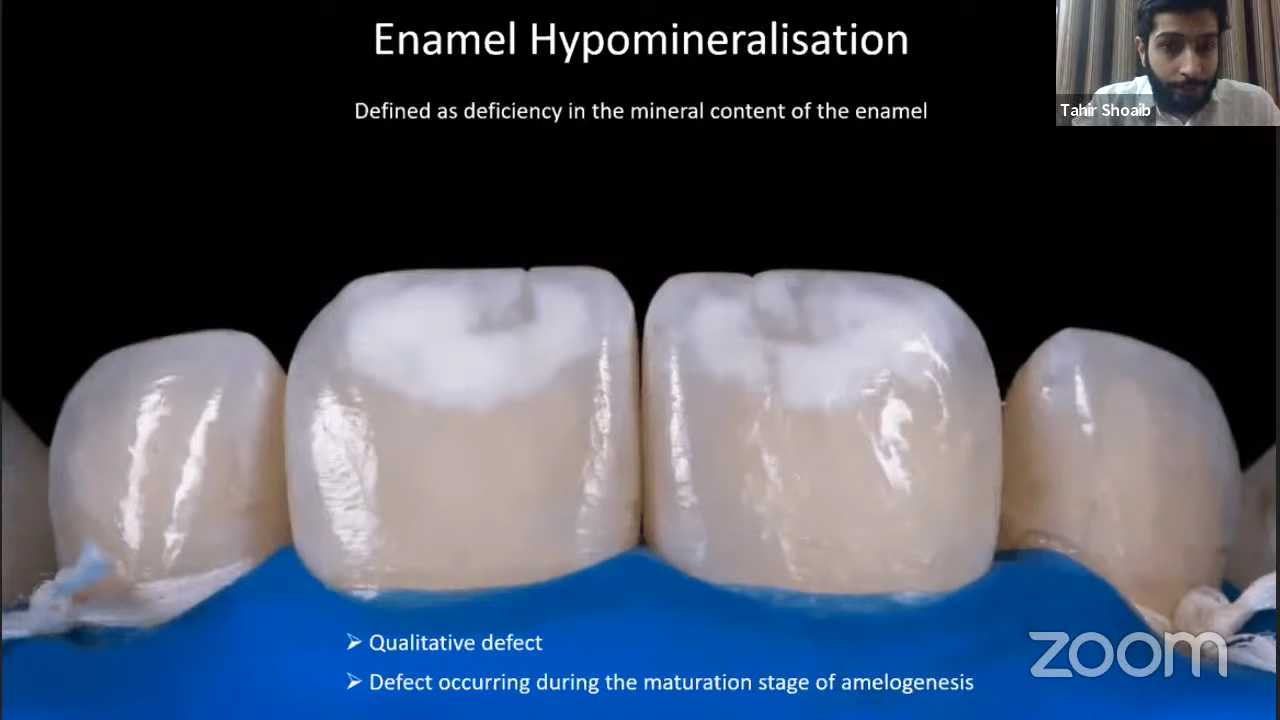 Enamel Hypomineralisation
Defined as deficiency in the mineral content of the enamel
Tahir Shoaib
➢ Qualitative defect
➢ Defect occurring during the maturation stage of amelogenesis
zoom